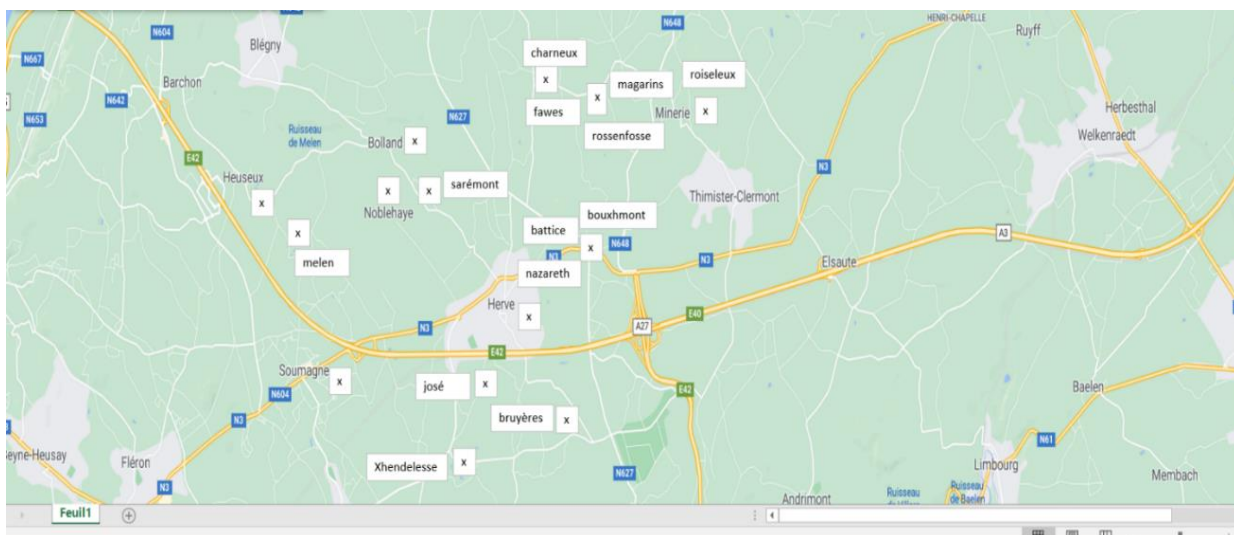 N604
N648
HENRI-CHAPELLE
Ruyff
Blégny
N667
charneux
Barchon
x
magarins
roiseleux
N642
fawes
x
Minerie
x
Herbesthal
N653
N627
rossenfosse
Welkenraedt
Ruisseau
de Melen
Bolland
x
E42
N3
Heuseux
x
x
sarémont
Thimister-Clermont
x
Noblehaye
bouxhmont
x
battice
x
N648
A3
melen
N3
N3
Elsaute
nazareth
Herve
x
E40
N3
A27
E42
Soumagne
x
josé
x
E42
Baelen
N604
N3
bruyères
x
N61
eyne-Heusay
Fléron
Xhendelesse
x
Limbourg
N627
Membach
N3
Andrimont
Ruisseau
Ruisseau
de Baelen
Feuil1